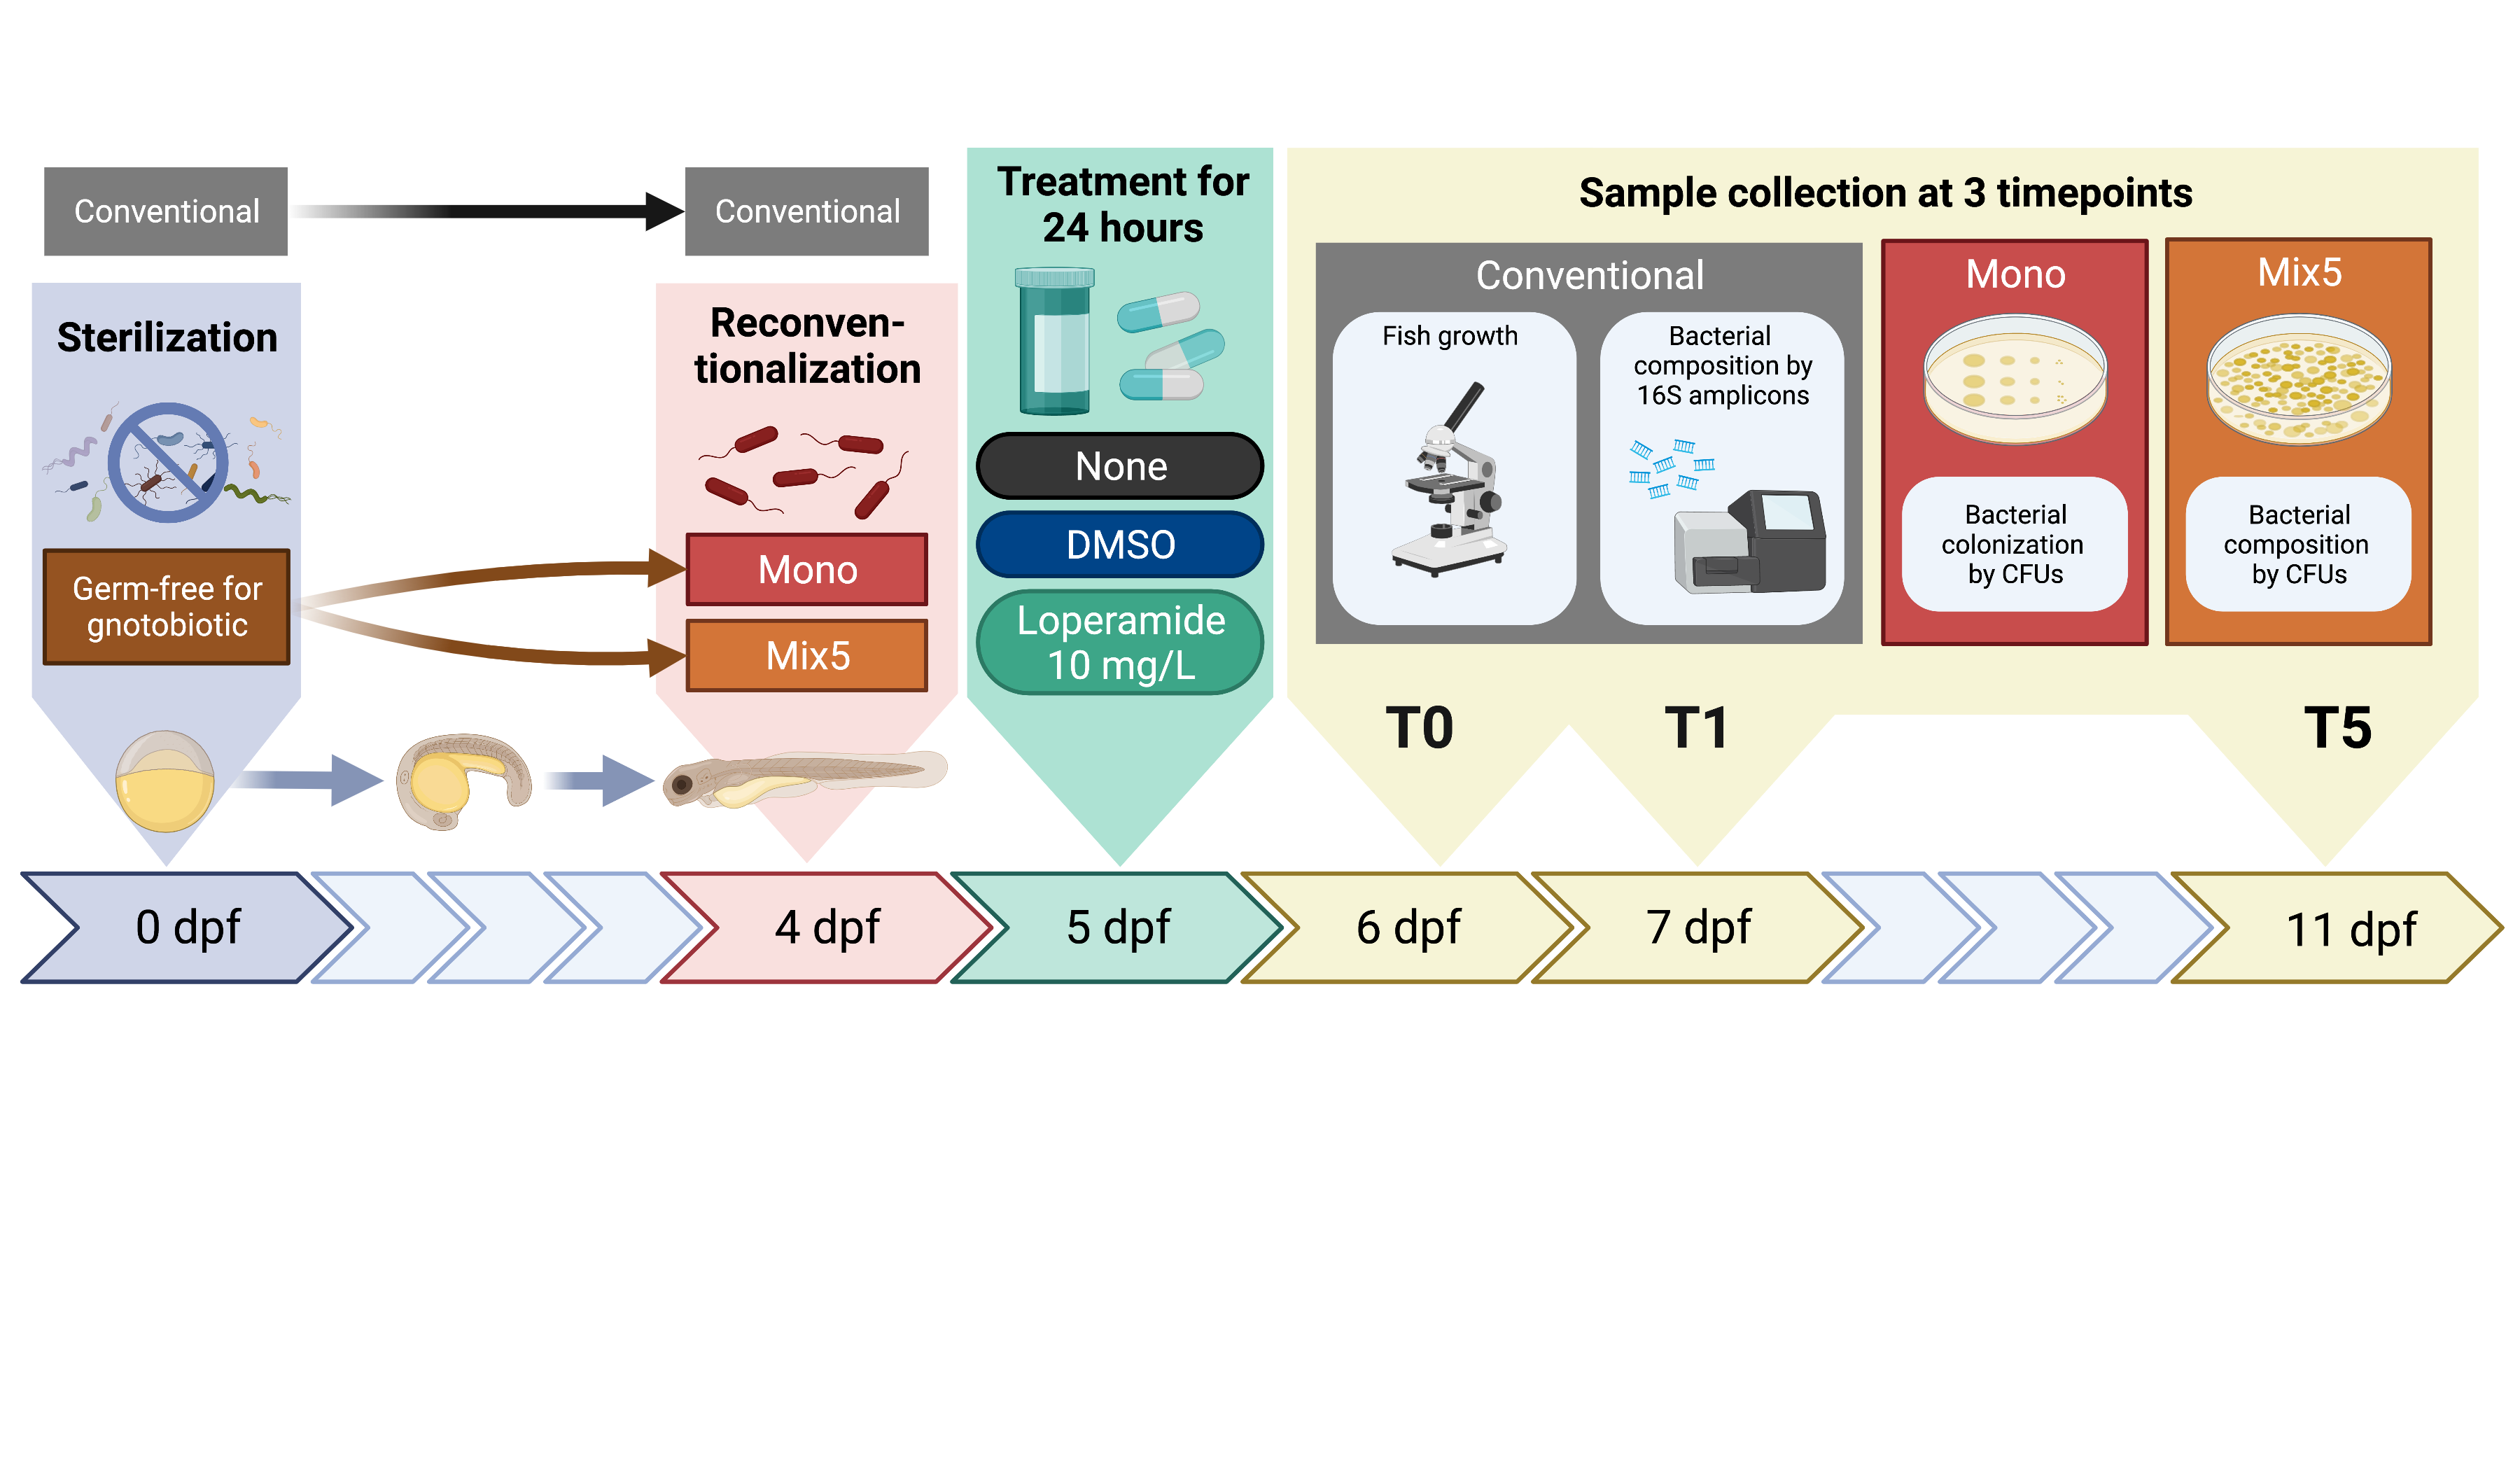 Conventional
Sterilization
Germ-free for
gnotobiotic
Conventional
Reconven-
tionalization
Mono
Mix5
Treatment for
24 hours
None
DMSO
Loperamide
10 mg/L
Sample collection at 3 timepoints
Conventional
Fish growth
Bacterial
composition by
16S amplicons
Mono
Bacterial
colonization
by CFUs
Mix5
Bacterial
composition
by CFUs
T0
T1
T5
0 dpf
4 dpf
5 dpf
6 dpf
7 dpf
11 dpf